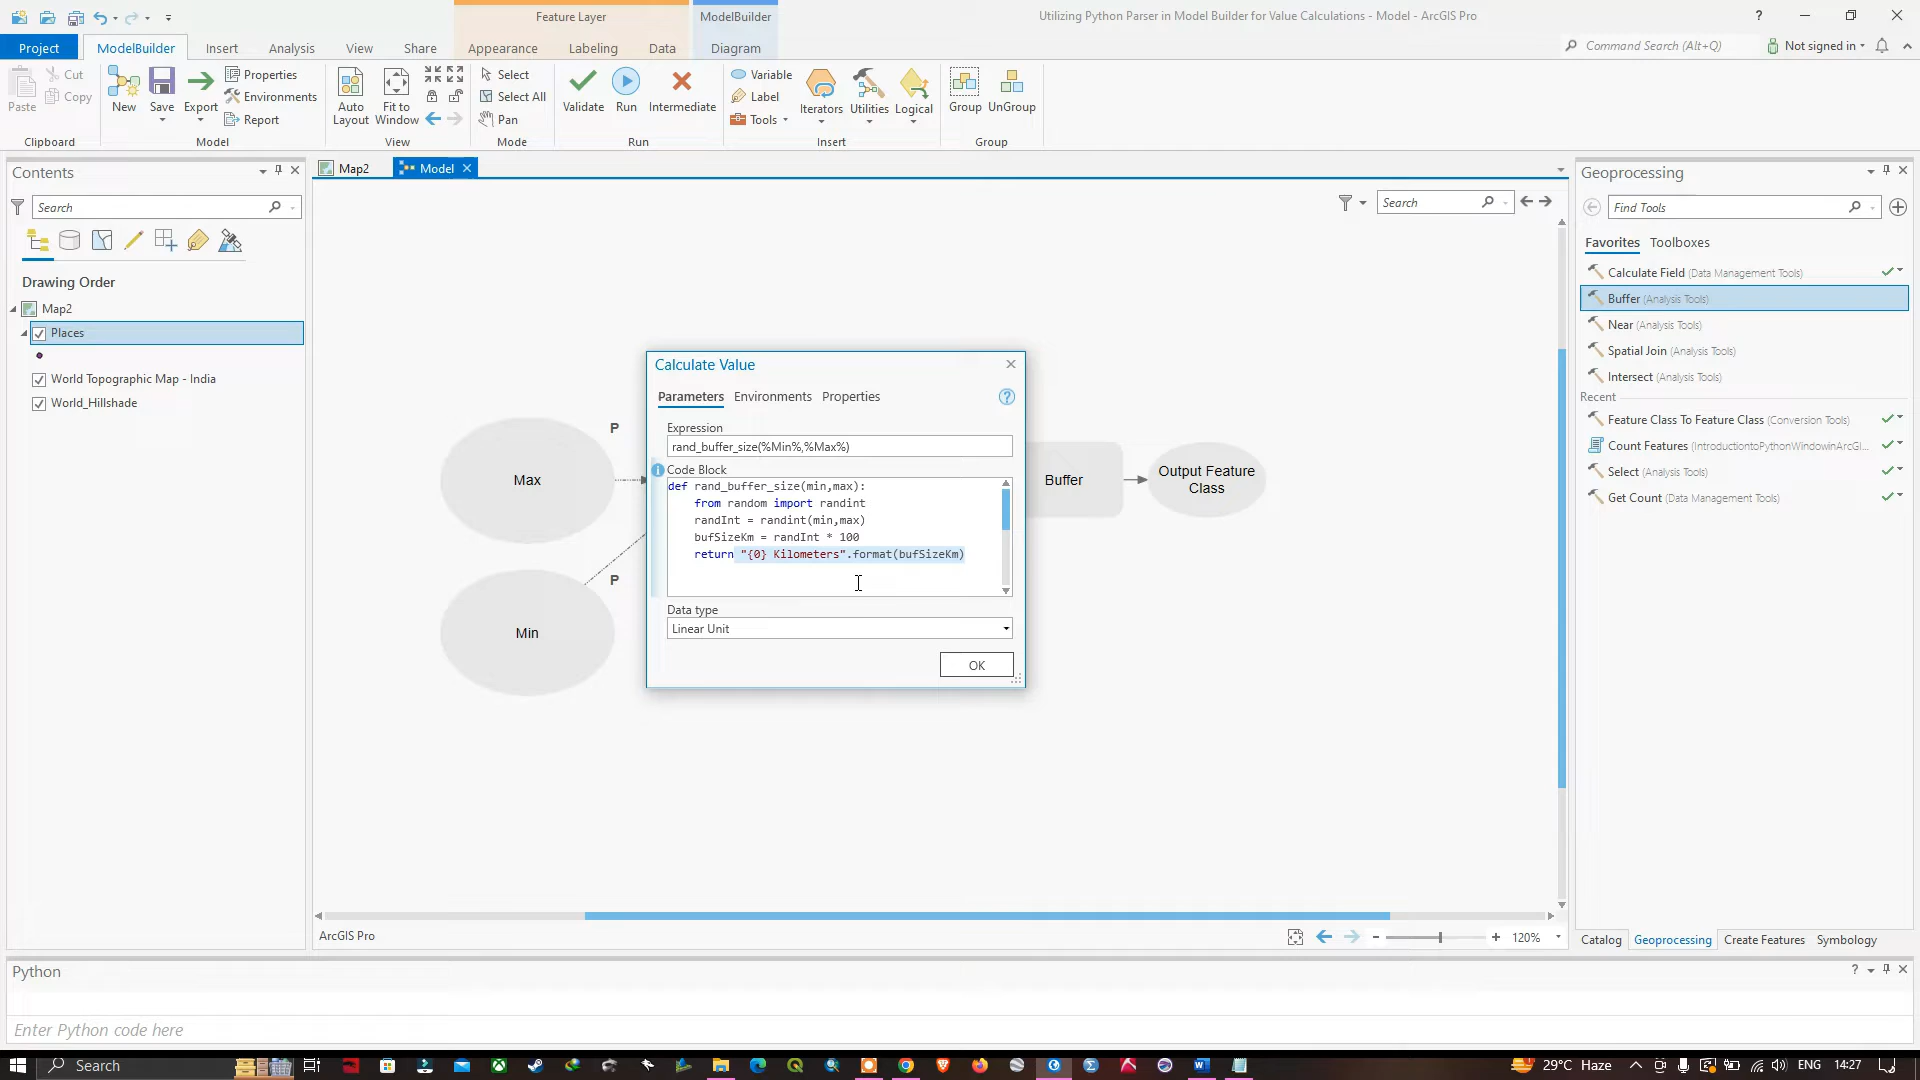 Feature Layer
ModelBuilder
Utilizing Python Parser in Model Builder for Value Calculations - Model - ArcGIS Pro
?
Project
ModelBuilder
Insert
Analysis
View
Share
Appearance
Labeling
Data
Diagram
Command Search (Alt+Q)
Not signed in
Paste
Cut
Copy
Clipboard
New
Save
Export
Properties
Environments
Report
Model
Auto Layout
Fit to Window
View
Select
Select All
Pan
Mode
Validate
Run
Intermediate
Run
Variable
Label
Tools
Iterators
Utilities
Logical
Insert
Group
UnGroup
Group
Contents
Search
Drawing Order
Map2
Places
World Topographic Map - India
World_Hillshade
Map2
Model
Search
Max
P
Min
P
Buffer
Output Feature
Class
Calculate Value
Parameters
Environments
Properties
?
Expression
rand_buffer_size(%Min%,%Max%)
Code Block
def rand_buffer_size(min,max):
from random import randint
randInt = randint(min,max)
bufSizeKm = randInt * 100
return "{0} Kilometers".format(bufSizeKm)
Data type
Linear Unit
OK
ArcGIS Pro
120%
Geoprocessing
Find Tools
Favorites
Toolboxes
Calculate Field (Data Management Tools)
Buffer (Analysis Tools)
Near (Analysis Tools)
Spatial Join (Analysis Tools)
Intersect (Analysis Tools)
Recent
Feature Class To Feature Class (Conversion Tools)
Count Features (IntroductiontoPythonWindowinArcGI...
Select (Analysis Tools)
Get Count (Data Management Tools)
Catalog
Geoprocessing
Create Features
Symbology
Python
?
Enter Python code here
Search
29°C Haze
ENG
14:27